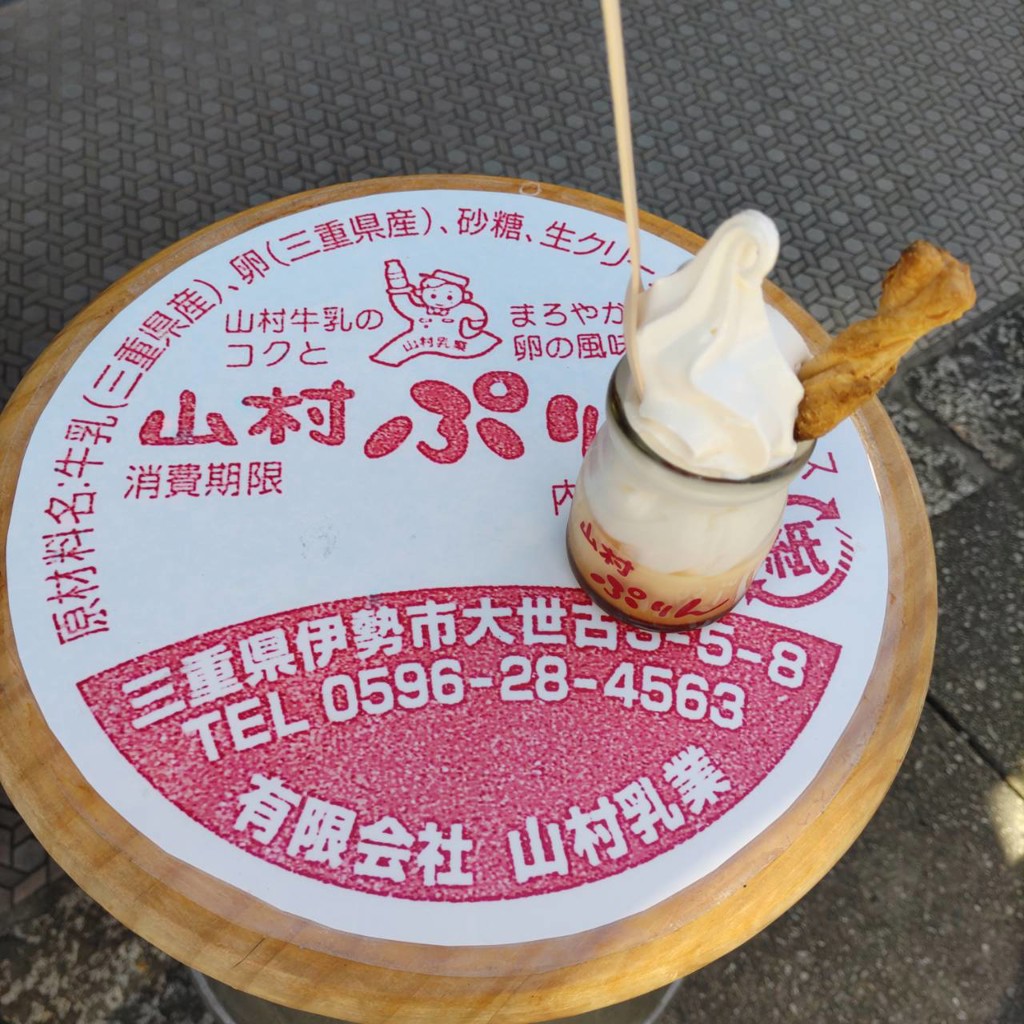 原材料名:牛乳(三重県産)、卵(三重県産)、砂糖、生クリー
山村牛乳の
コクと
山村乳業
まろやか
卵の風味
山村ぷり
消費期限
内
ス
紙
山村
ぷりん
三重県伊勢市大世古3-5-8
TEL 0596-28-4563
有限会社 山村乳業